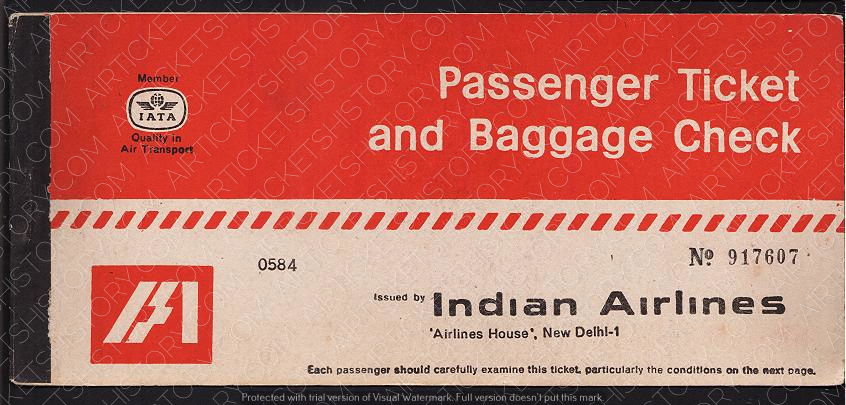 Member
IATA
Quality in
Air Transport
Passenger Ticket
and Baggage Check
0584
Nº 917607
Issued by Indian Airlines
'Airlines House', New Delhi-1
Each passenger should carefully examine this ticket, particularly the conditions on the next page.
AIRTICKETSHISTORY.COM
Protected with trial version of Visual Watermark. Full version doesn't put this mark.